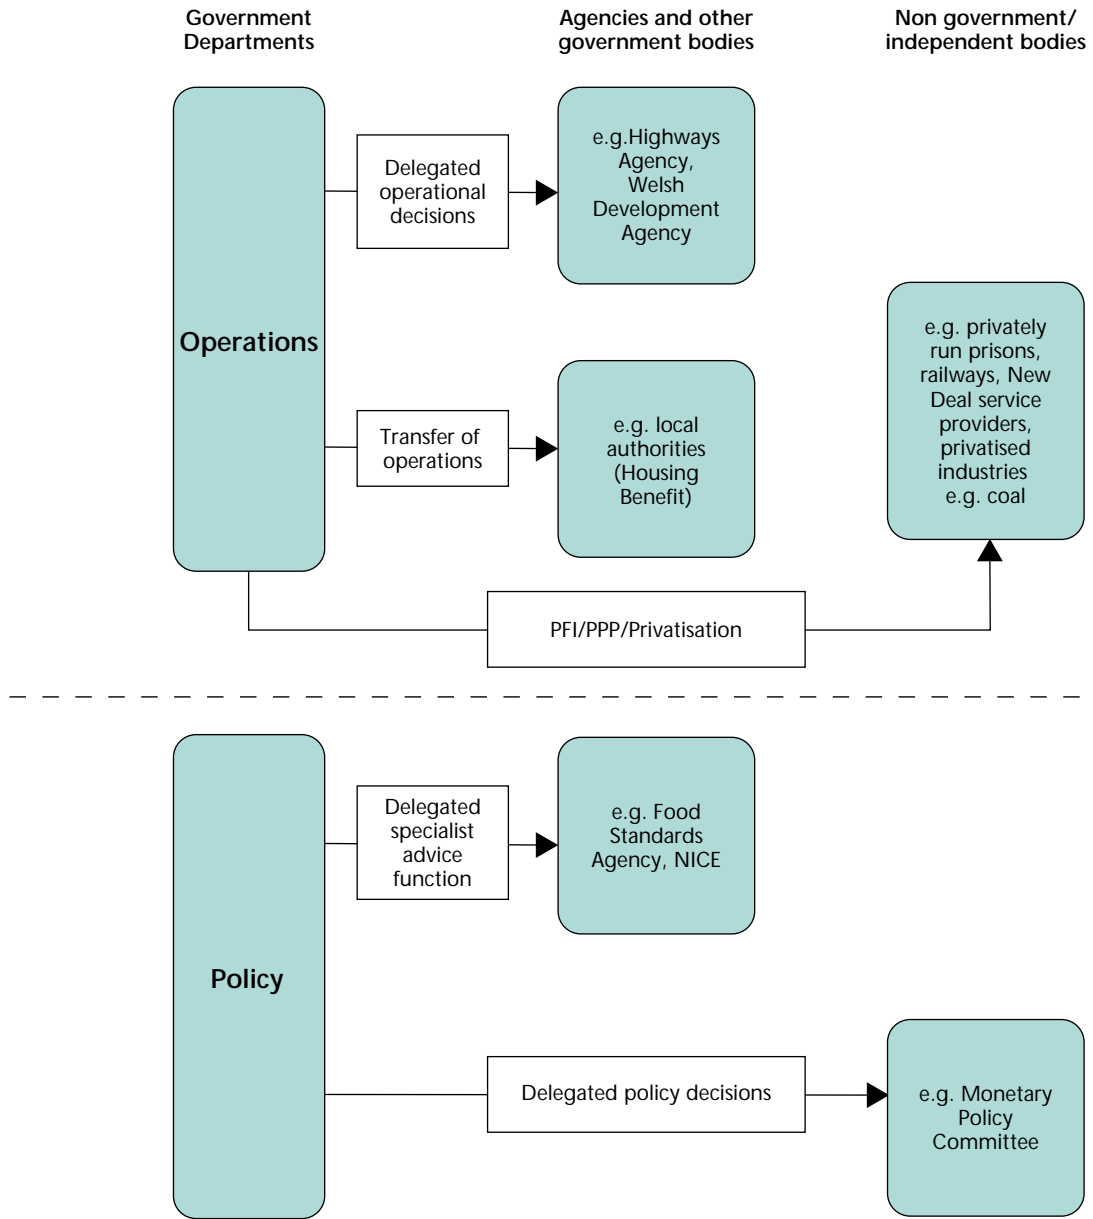 Government
Departments
Agencies and other
government bodies
Non government/
independent bodies
Operations
Delegated
operational
decisions
e.g.Highways
Agency,
Welsh
Development
Agency
Transfer of
operations
e.g. local
authorities
(Housing
Benefit)
e.g. privately
run prisons,
railways, New
Deal service
providers,
privatised
industries
e.g. coal
PFI/PPP/Privatisation
Policy
Delegated
specialist
advice
function
e.g. Food
Standards
Agency, NICE
Delegated policy decisions
e.g. Monetary
Policy
Committee